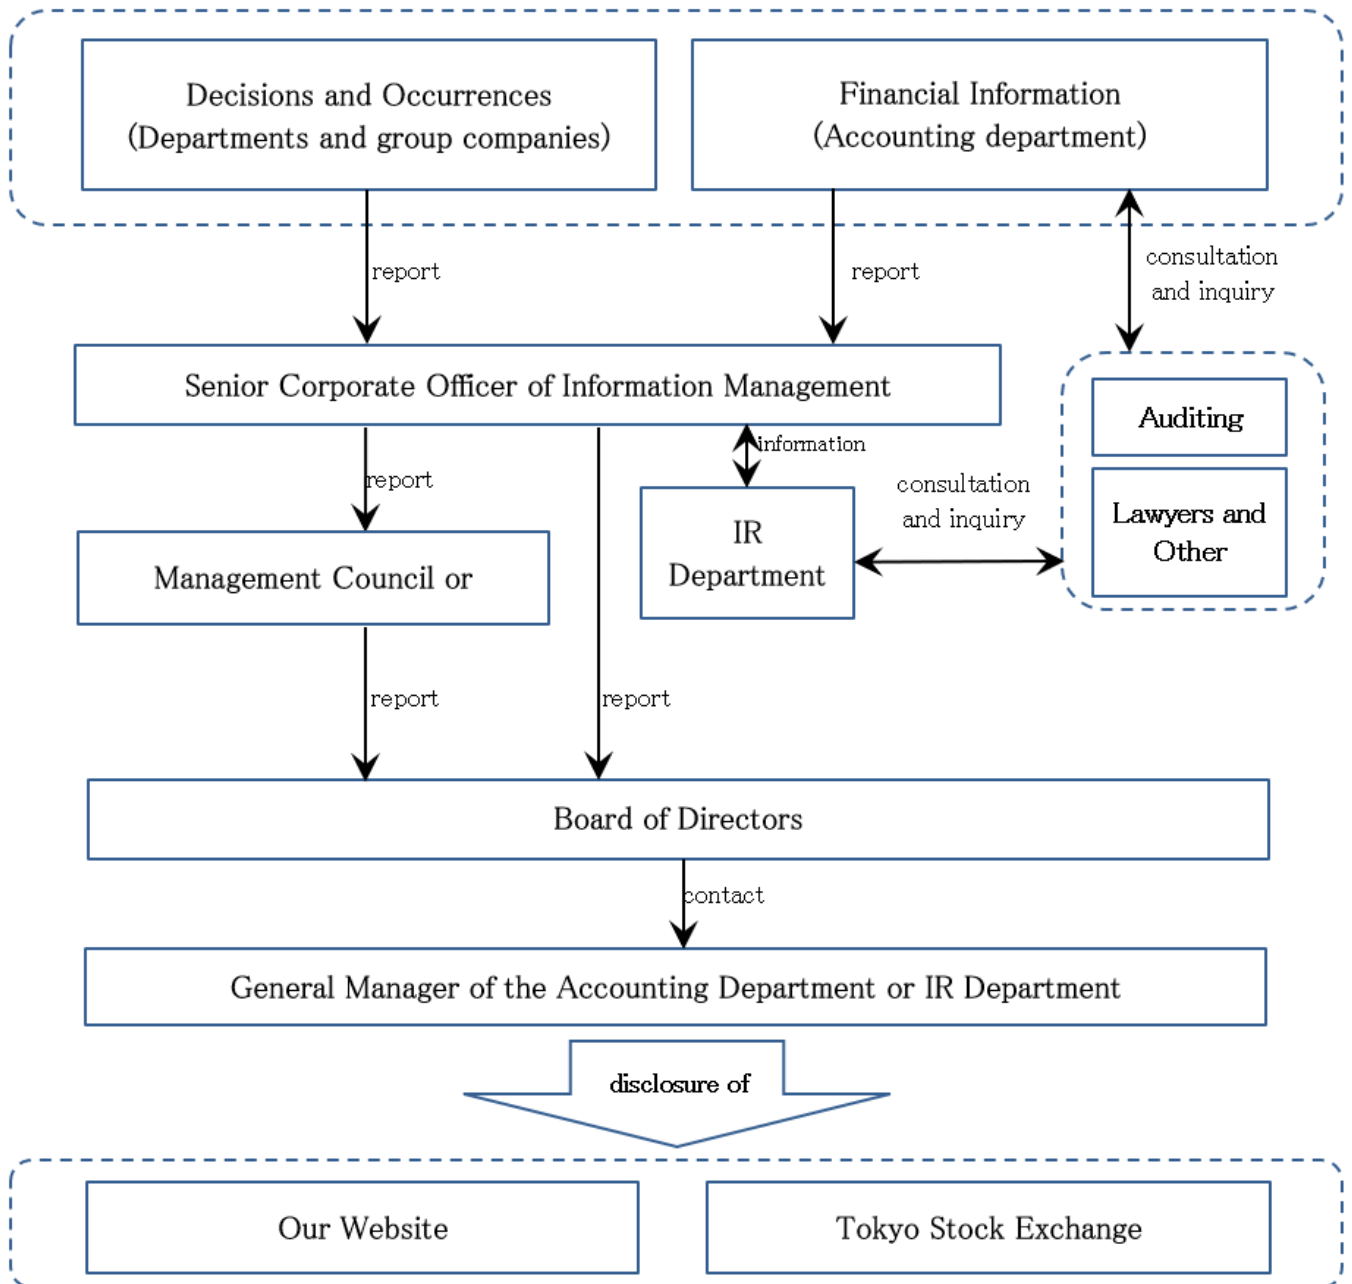 Decisions and Occurrences
(Departments and group companies)
Financial Information
(Accounting department)
report
report
consultation
and inquiry
Senior Corporate Officer of Information Management
Auditing
information
report
consultation
and inquiry
Lawyers and
Other
IR
Department
Management Council or
report
report
Board of Directors
contact
General Manager of the Accounting Department or IR Department
disclosure of
Our Website
Tokyo Stock Exchange